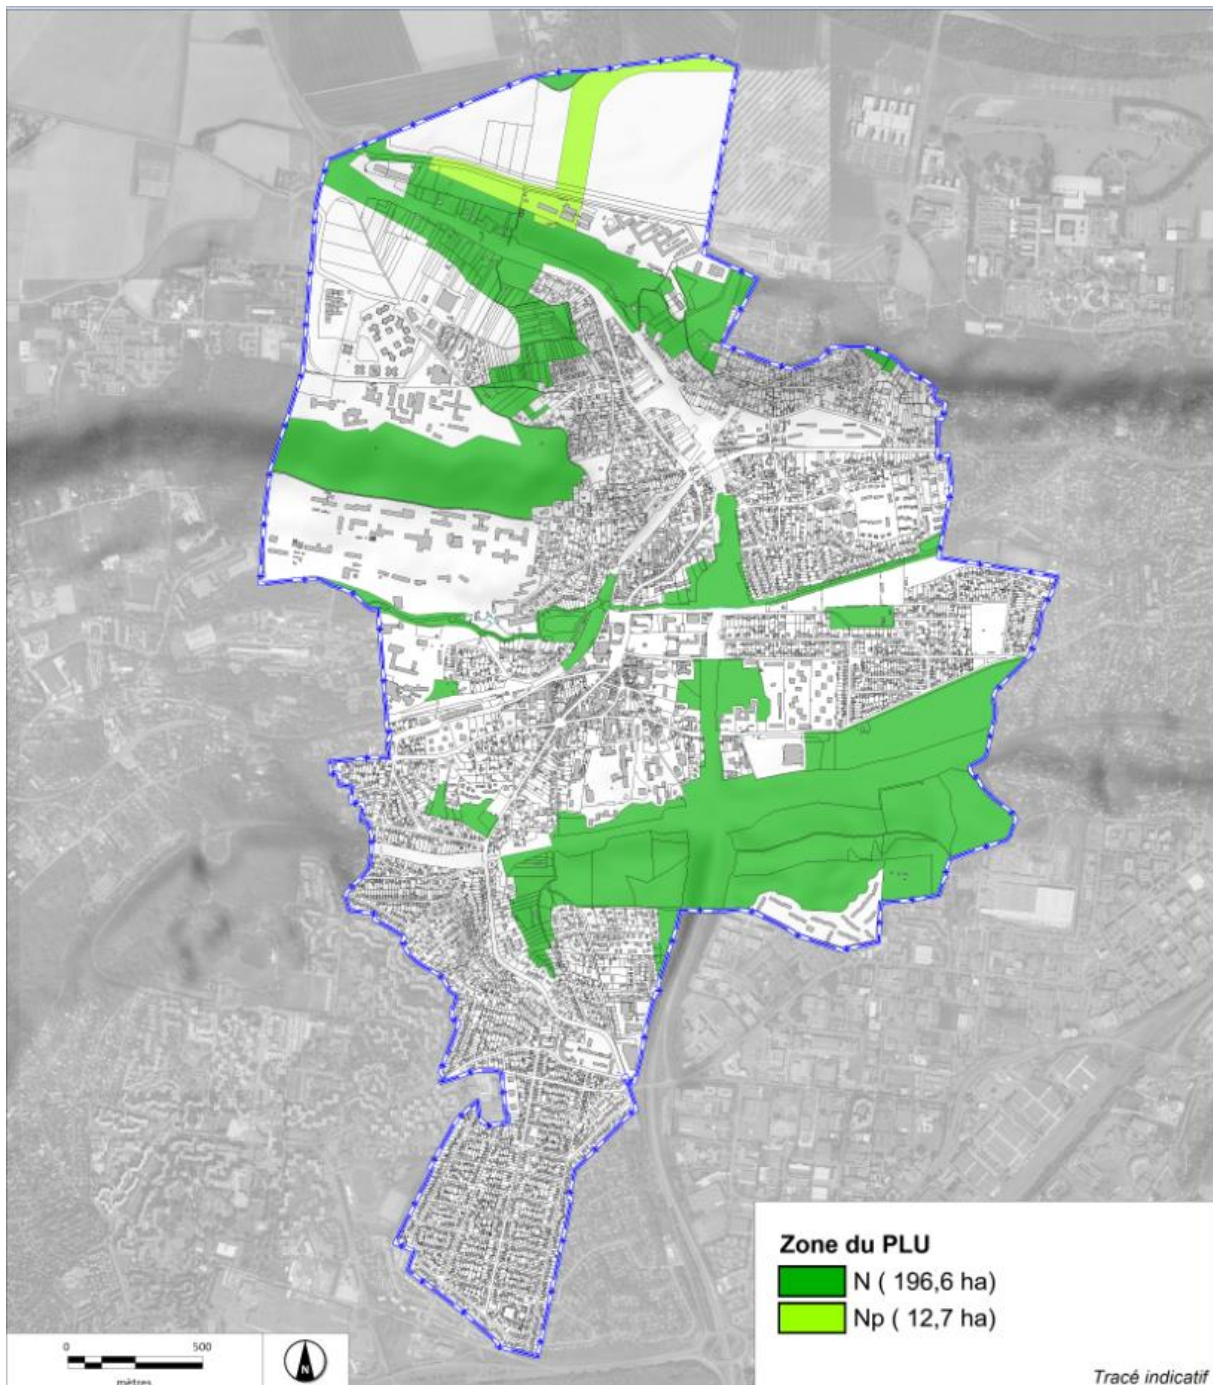 Zone du PLU
N ( 196,6 ha)
Np ( 12,7 ha)
0 500
mètres
N
Tracé indicatif